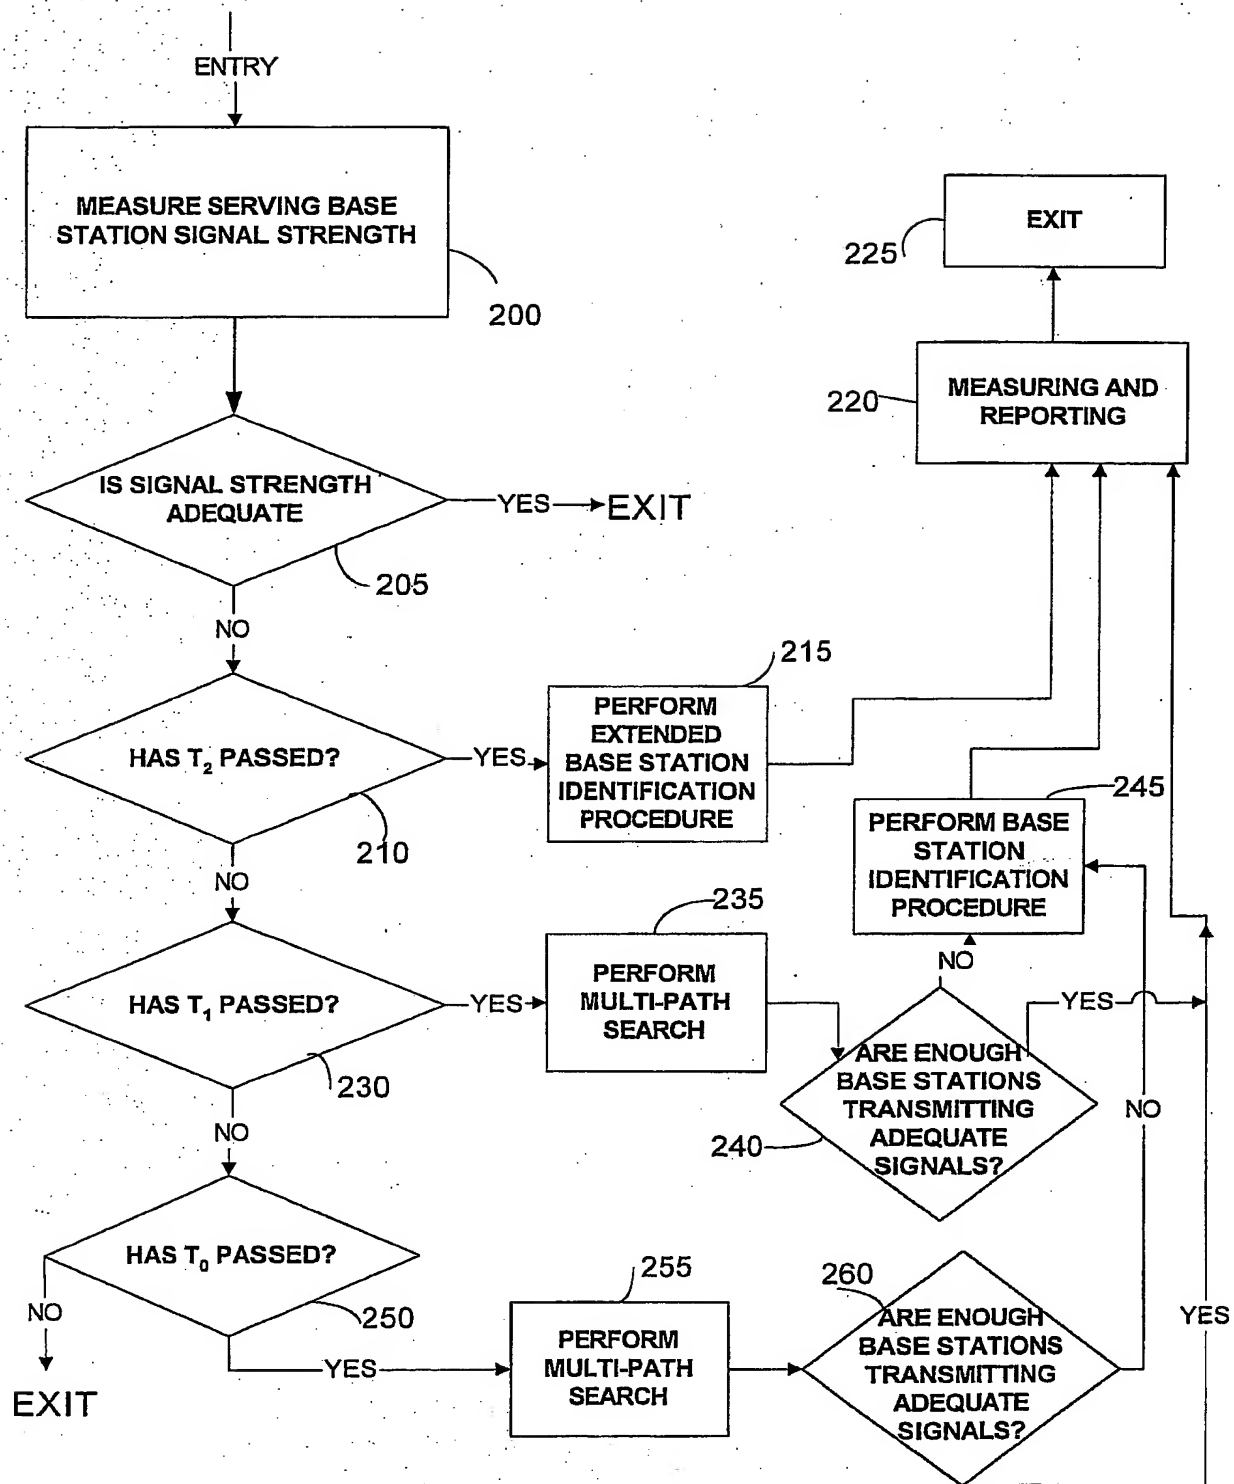 ENTRY
MEASURE SERVING BASE
STATION SIGNAL STRENGTH
200
IS SIGNAL STRENGTH
ADEQUATE
YES
EXIT
205
NO
HAS T2 PASSED?
YES
210
PERFORM
EXTENDED
BASE STATION
IDENTIFICATION
PROCEDURE
215
MEASURING AND
REPORTING
220
EXIT
225
NO
HAS T1 PASSED?
YES
230
PERFORM
MULTI-PATH
SEARCH
235
ARE ENOUGH
BASE STATIONS
TRANSMITTING
ADEQUATE
SIGNALS?
240
YES
NO
PERFORM BASE
STATION
IDENTIFICATION
PROCEDURE
245
NO
HAS T0 PASSED?
250
NO
EXIT
YES
PERFORM
MULTI-PATH
SEARCH
255
ARE ENOUGH
BASE STATIONS
TRANSMITTING
ADEQUATE
SIGNALS?
260
NO
YES